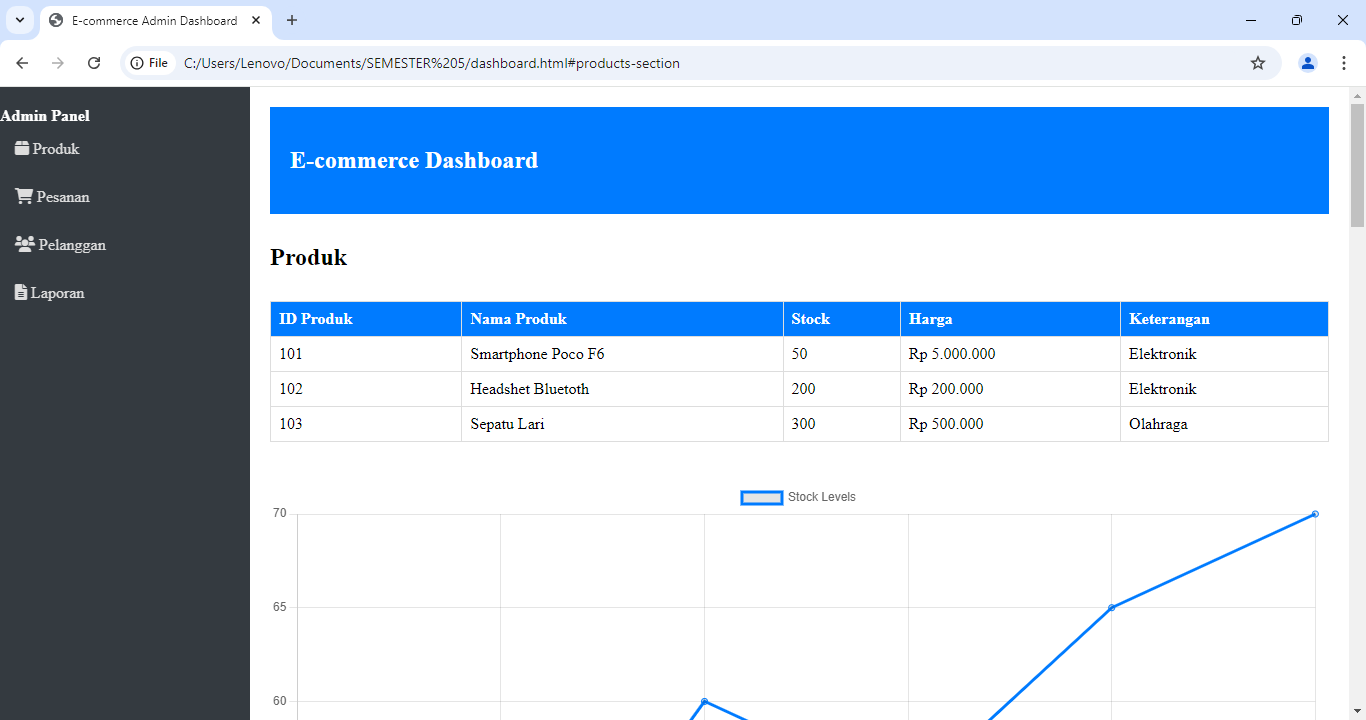 E-commerce Admin Dashboard
File C:/Users/Lenovo/Documents/SEMESTER%205/dashboard.html#products-section
Admin Panel
Produk
Pesanan
Pelanggan
Laporan
E-commerce Dashboard
Produk
ID Produk Nama Produk Stock Harga Keterangan
101 Smartphone Poco F6 50 Rp 5.000.000 Elektronik
102 Headshet Bluetoth 200 Rp 200.000 Elektronik
103 Sepatu Lari 300 Rp 500.000 Olahraga
Stock Levels
70
65
60